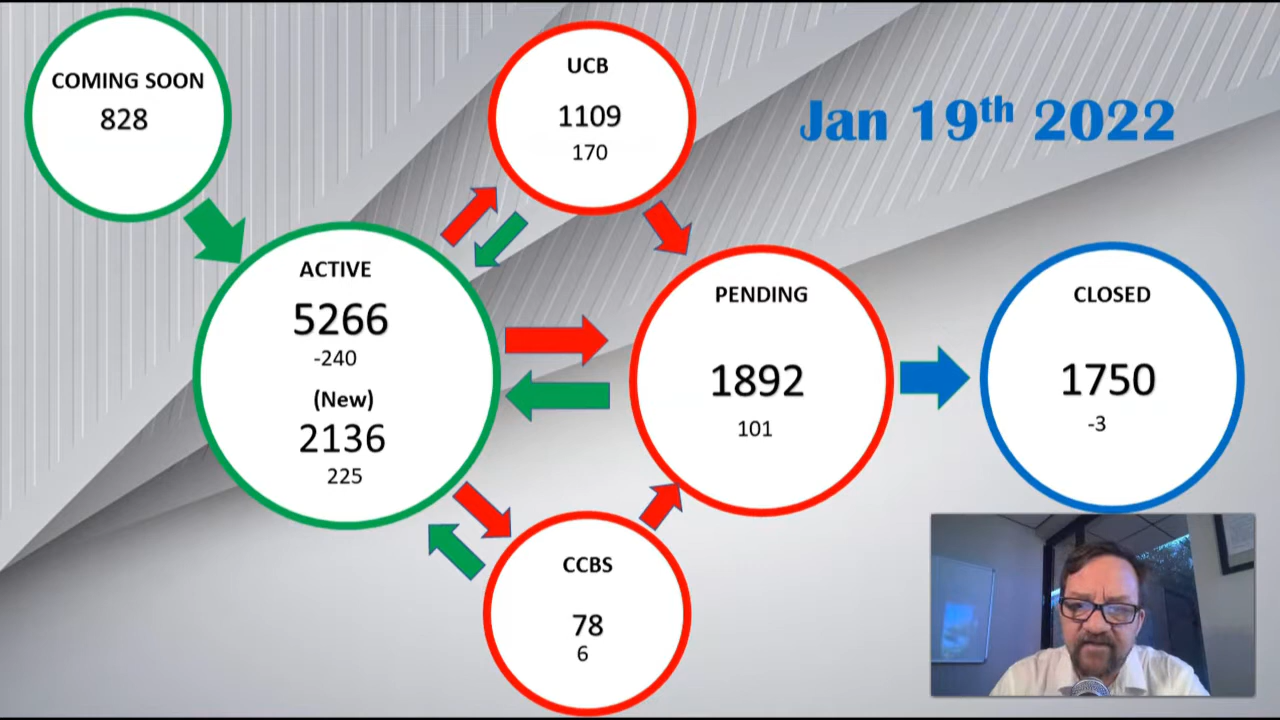 COMING SOON
828
UCB
1109
170
Jan 19th 2022
ACTIVE
5266
-240
(New)
2136
225
PENDING
1892
101
CLOSED
1750
-3
CCBS
78
6